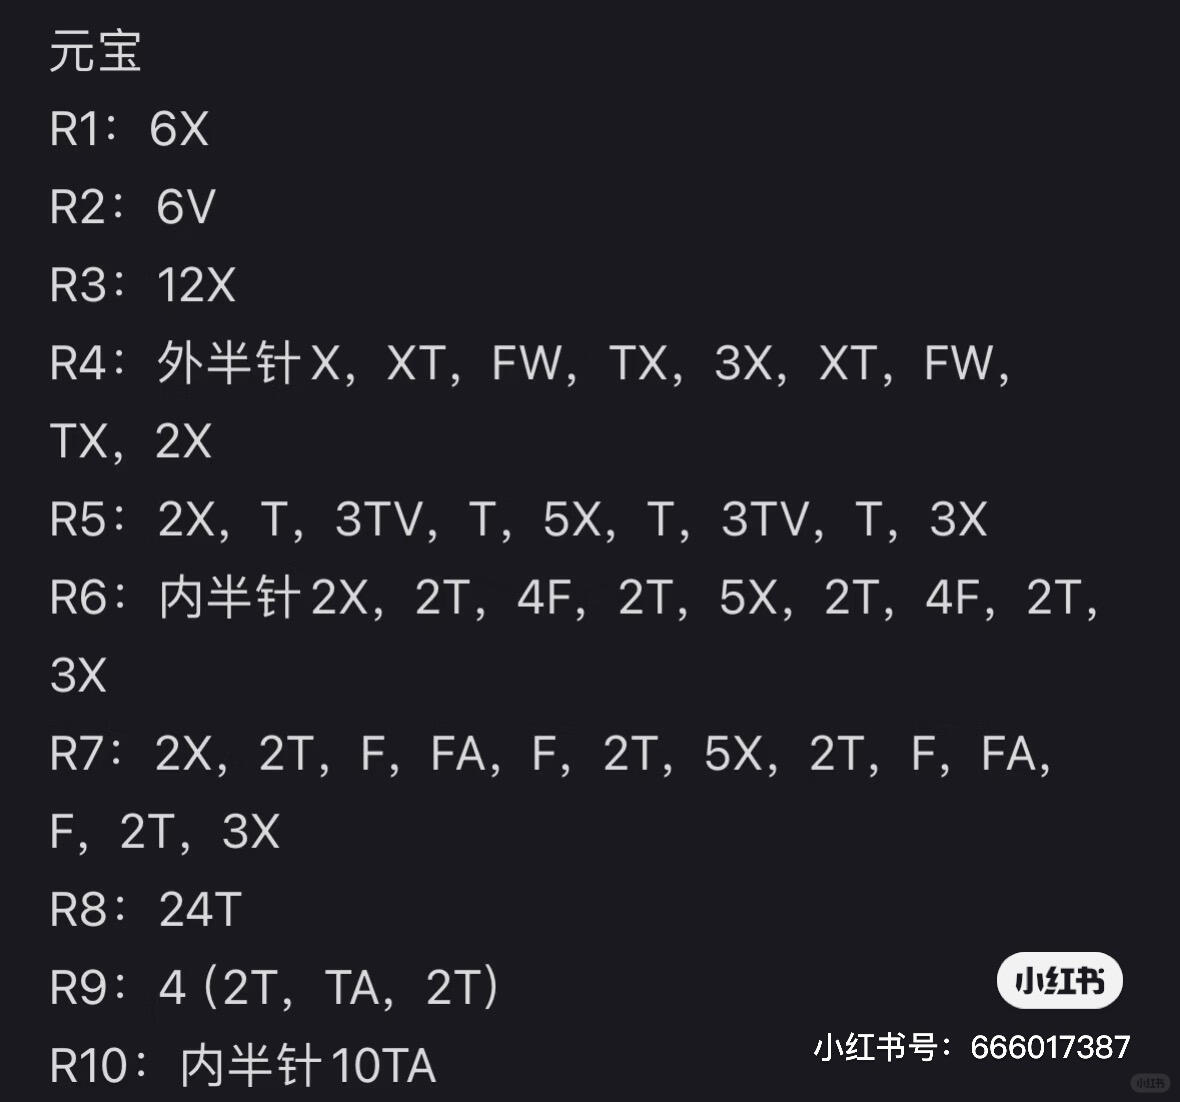 元宝
R1：6X
R2：6V
R3：12X
R4：外半针X，XT，FW，TX，3X，XT，FW，
TX，2X
R5：2X，T，3TV，T，5X，T，3TV，T，3X
R6：内半针2X，2T，4F，2T，5X，2T，4F，2T，
3X
R7：2X，2T，F，FA，F，2T，5X，2T，F，FA，
F，2T，3X
R8：24T
R9：4（2T，TA，2T）
R10：内半针10TA
小红书
小红书号：666017387
小红书